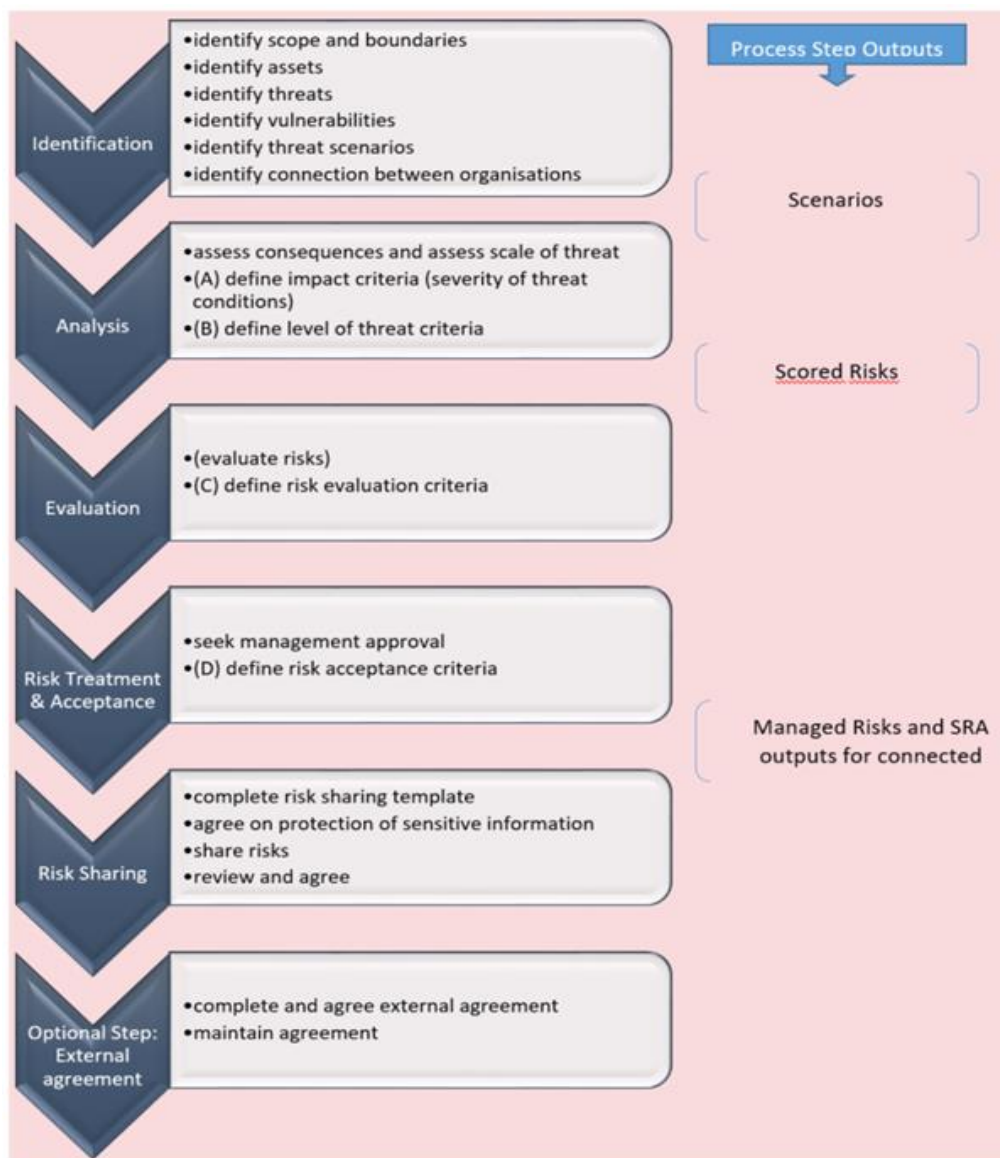 Identification
•identify scope and boundaries
•identify assets
•identify threats
•identify vulnerabilities
•identify threat scenarios
•identify connection between organisations
Process Step Outputs
Scenarios
Analysis
•assess consequences and assess scale of threat
•(A) define impact criteria (severity of threat
conditions)
•(B) define level of threat criteria
Scored Risks
Evaluation
•(evaluate risks)
•(C) define risk evaluation criteria
Risk Treatment
& Acceptance
•seek management approval
•(D) define risk acceptance criteria
Managed Risks and SRA
outputs for connected
Risk Sharing
•complete risk sharing template
•agree on protection of sensitive information
•share risks
•review and agree
Optional Step:
External
agreement
•complete and agree external agreement
•maintain agreement